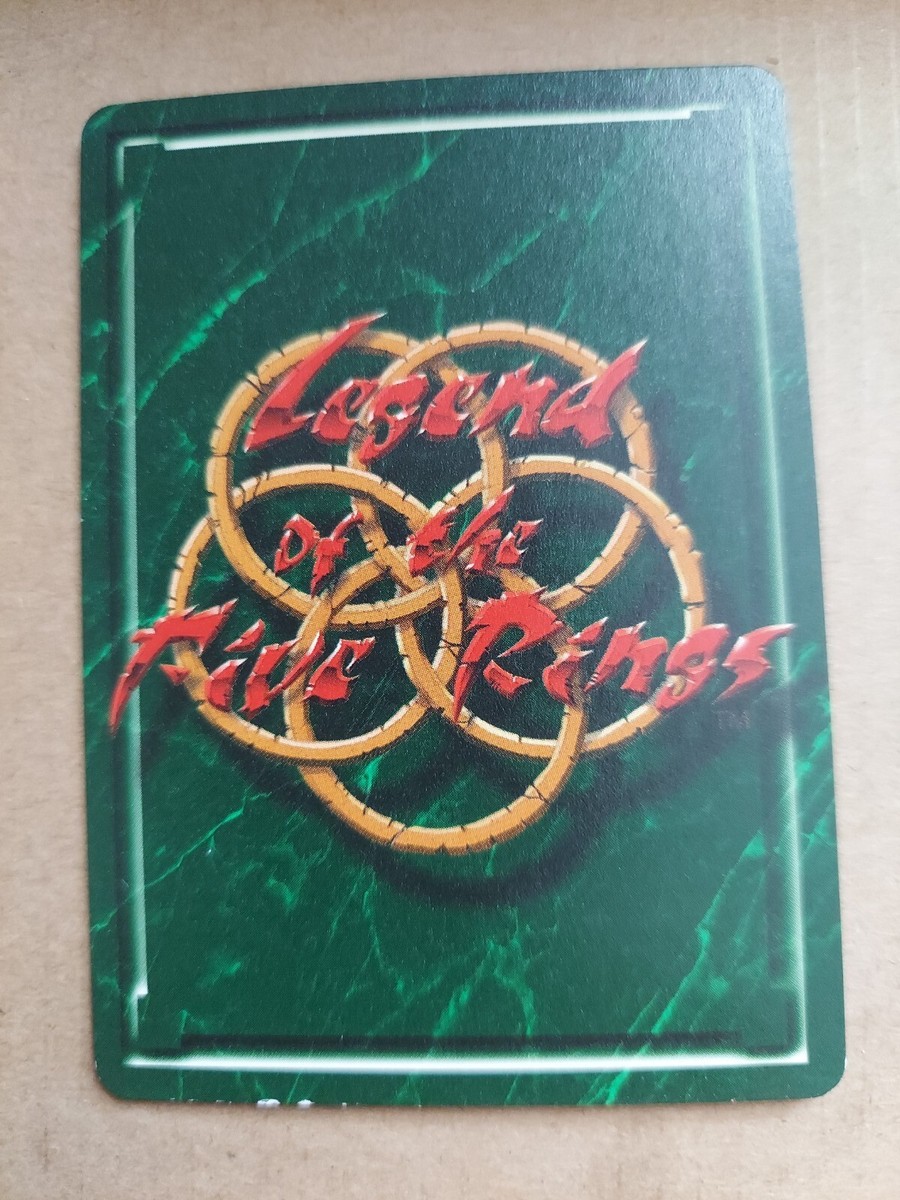 Legend
of the
Five Rings
TM